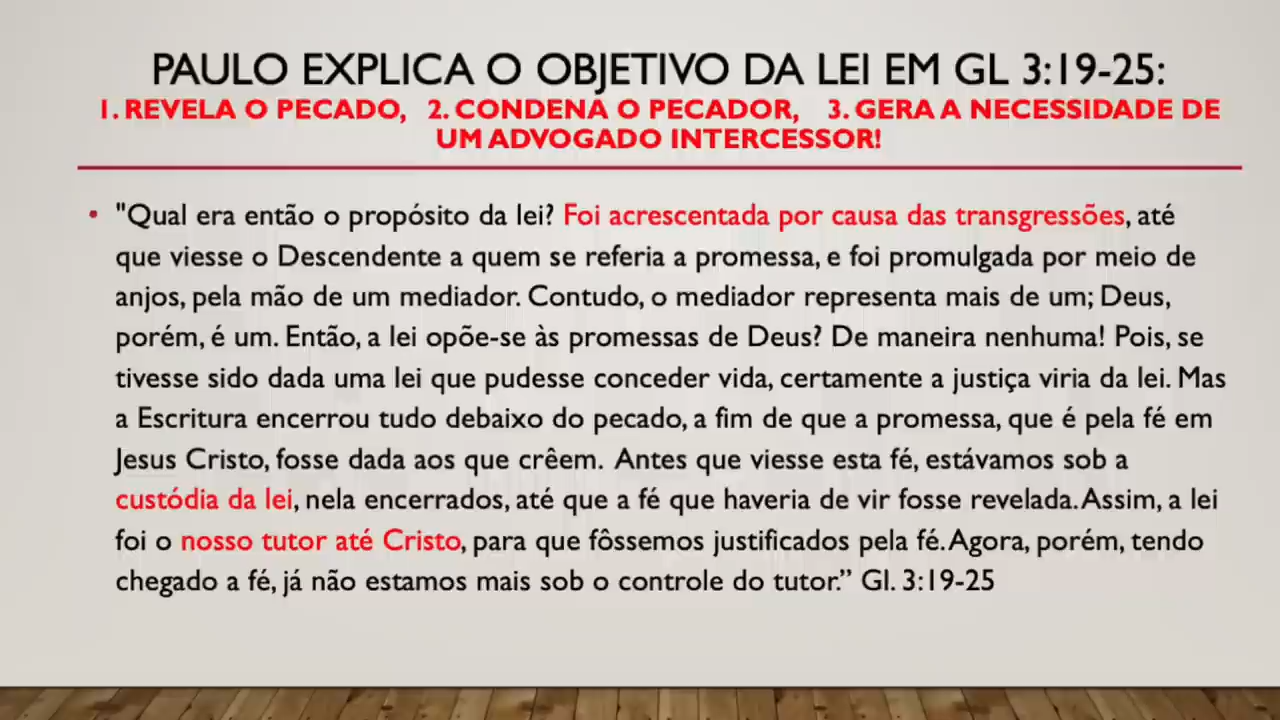 PAULO EXPLICA O OBJETIVO DA LEI EM GL 3:19-25:
1. REVELA O PECADO, 2. CONDENA O PECADOR, 3. GERA A NECESSIDADE DE
UM ADVOGADO INTERCESSOR!
• "Qual era então o propósito da lei? Foi acrescentada por causa das transgressões, até
que viesse o Descendente a quem se referia a promessa, e foi promulgada por meio de
anjos, pela mão de um mediador. Contudo, o mediador representa mais de um; Deus,
porém, é um. Então, a lei opõe-se às promessas de Deus? De maneira nenhuma! Pois, se
tivesse sido dada uma lei que pudesse conceder vida, certamente a justiça viria da lei. Mas
a Escritura encerrou tudo debaixo do pecado, a fim de que a promessa, que é pela fé em
Jesus Cristo, fosse dada aos que crêem. Antes que viesse esta fé, estávamos sob a
custódia da lei, nela encerrados, até que a fé que haveria de vir fosse revelada. Assim, a lei
foi o nosso tutor até Cristo, para que fôssemos justificados pela fé. Agora, porém, tendo
chegado a fé, já não estamos mais sob o controle do tutor.” Gl. 3:19-25